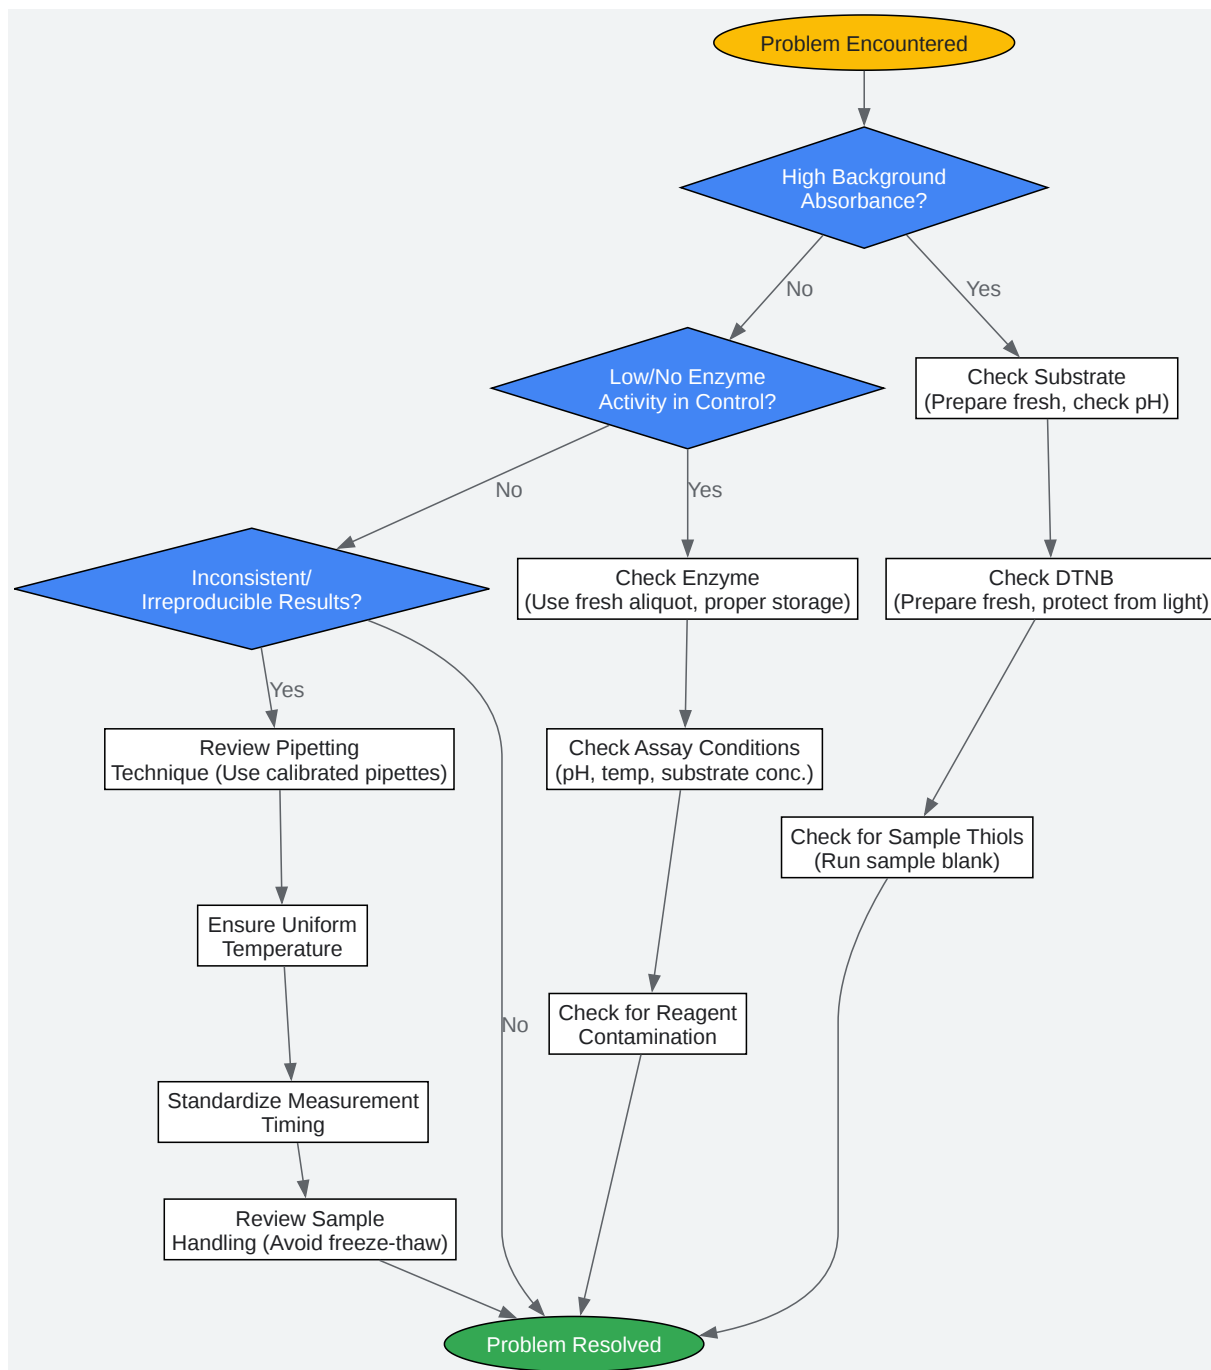 Problem Encountered
High Background
Absorbance?
No
Yes
Low/No Enzyme
Activity in Control?
Check Substrate
(Prepare fresh, check pH)
No
Yes
Inconsistent/
Irreproducible Results?
Check Enzyme
(Use fresh aliquot, proper storage)
Check DTNB
(Prepare fresh, protect from light)
Yes
Review Pipetting
Technique (Use calibrated pipettes)
Check Assay Conditions
(pH, temp, substrate conc.)
Check for Sample Thiols
(Run sample blank)
Ensure Uniform
Temperature
Check for Reagent
Contamination
No
Standardize Measurement
Timing
Review Sample
Handling (Avoid freeze-thaw)
Problem Resolved